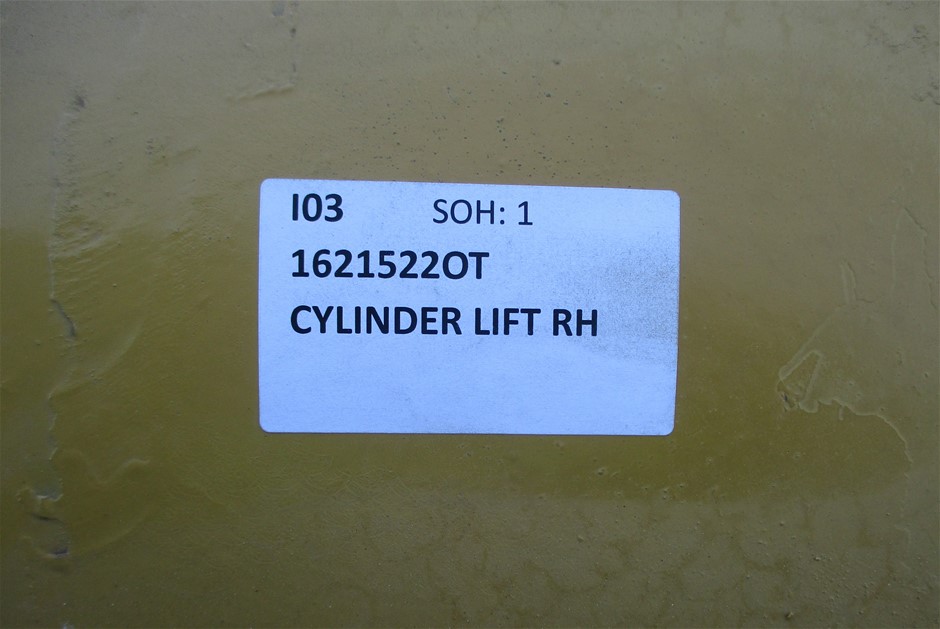 I03 SOH: 1
1621522OT
CYLINDER LIFT RH